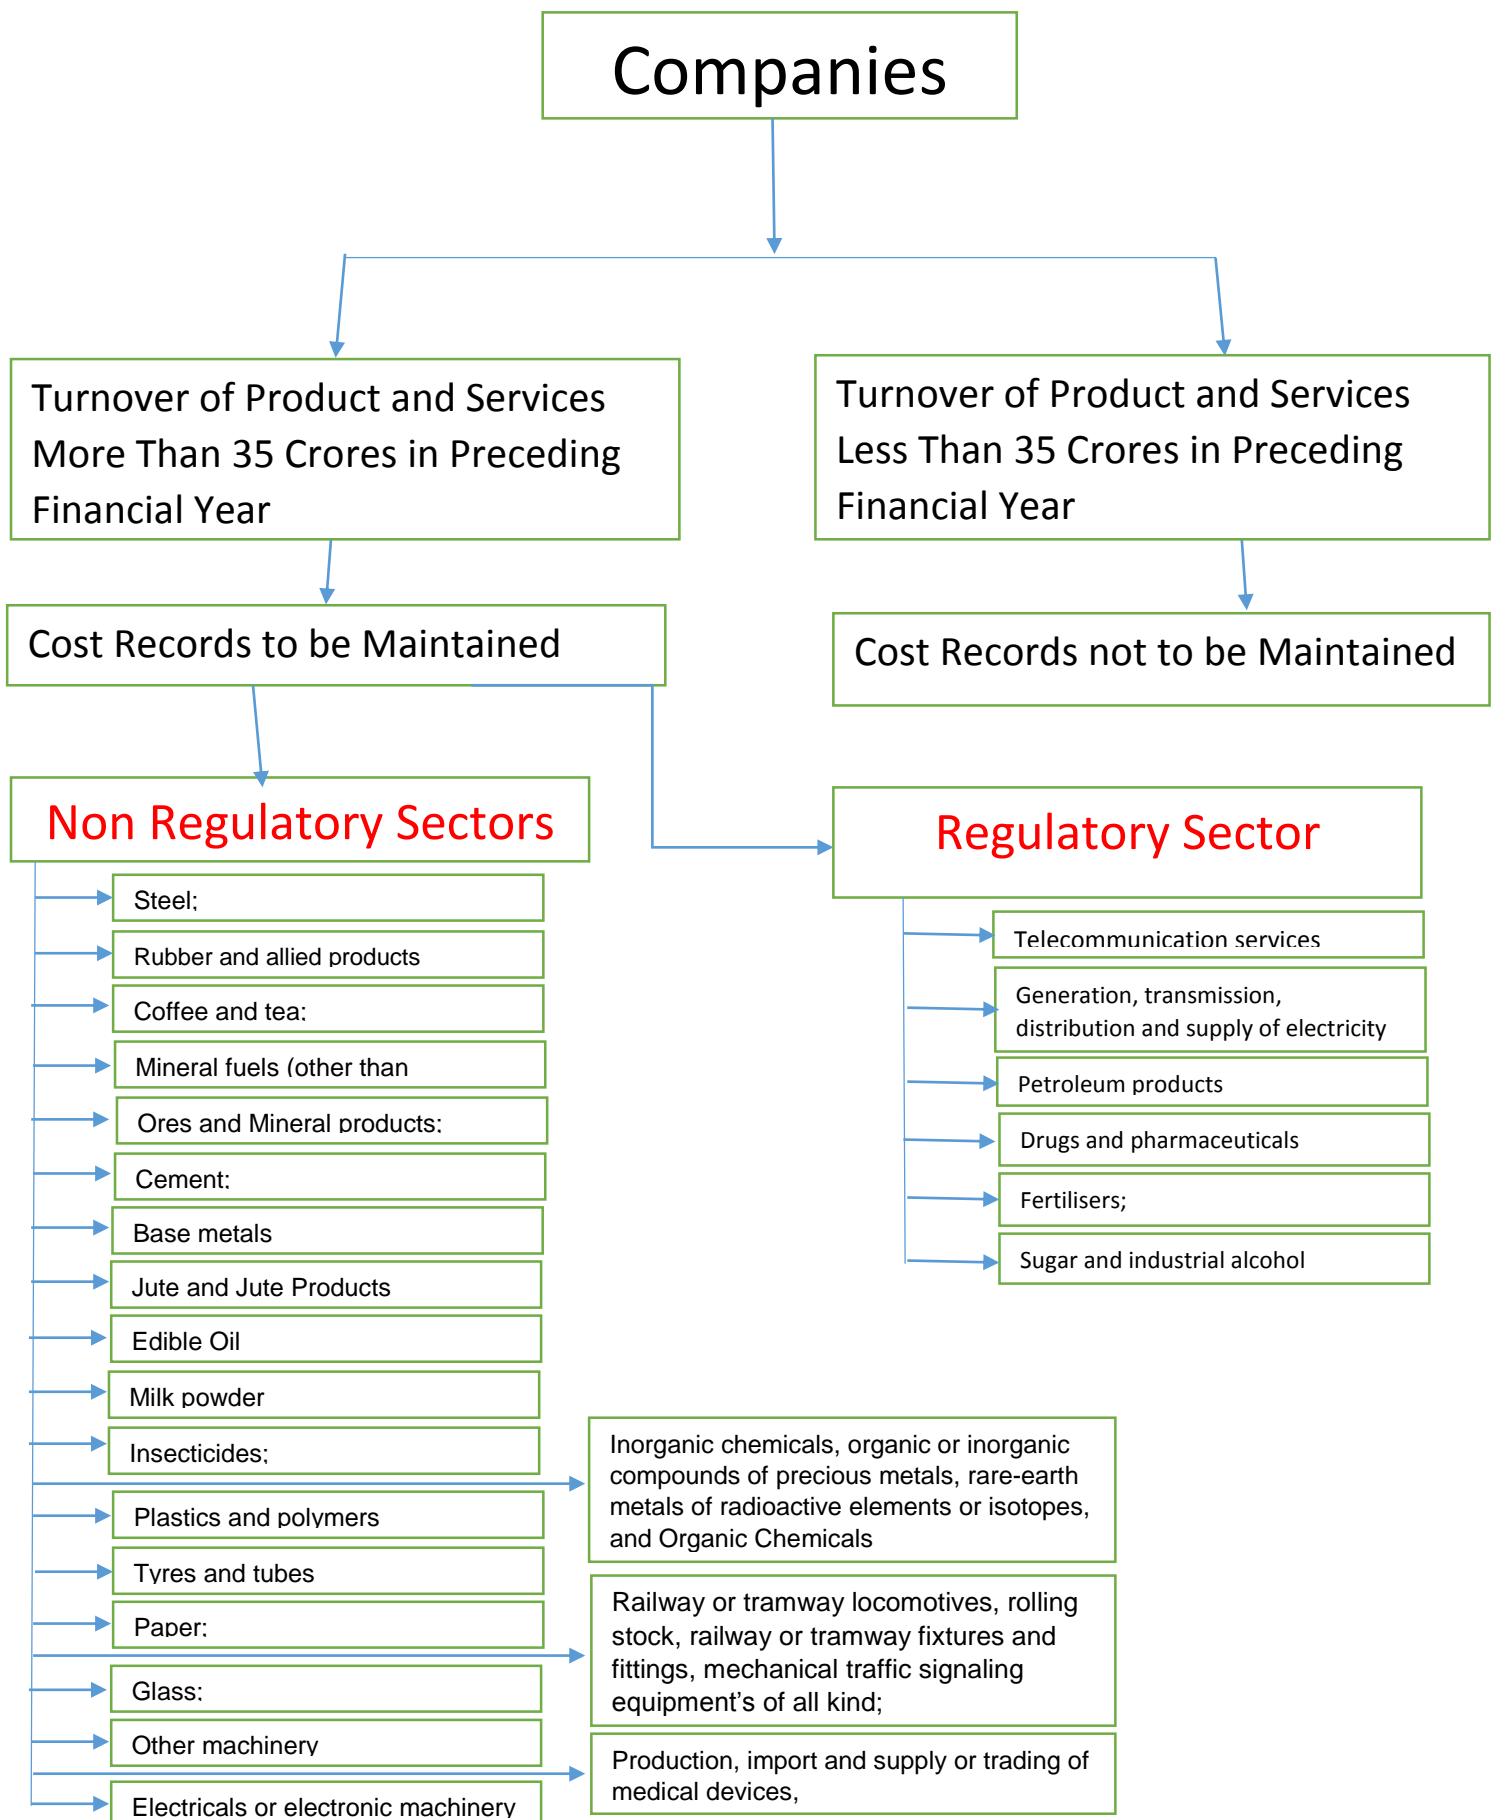 Companies
Turnover of Product and Services
More Than 35 Crores in Preceding
Financial Year
Turnover of Product and Services
Less Than 35 Crores in Preceding
Financial Year
Cost Records to be Maintained
Cost Records not to be Maintained
Non Regulatory Sectors
Steel;
Rubber and allied products
Coffee and tea;
Mineral fuels (other than
Ores and Mineral products;
Cement;
Base metals
Jute and Jute Products
Edible Oil
Milk powder
Insecticides;
Plastics and polymers
Tyres and tubes
Paper;
Glass;
Other machinery
Electricals or electronic machinery
Inorganic chemicals, organic or inorganic
compounds of precious metals, rare-earth
metals of radioactive elements or isotopes,
and Organic Chemicals
Railway or tramway locomotives, rolling
stock, railway or tramway fixtures and
fittings, mechanical traffic signaling
equipment's of all kind;
Production, import and supply or trading of
medical devices,
Regulatory Sector
Telecommunication services
Generation, transmission,
distribution and supply of electricity
Petroleum products
Drugs and pharmaceuticals
Fertilisers;
Sugar and industrial alcohol